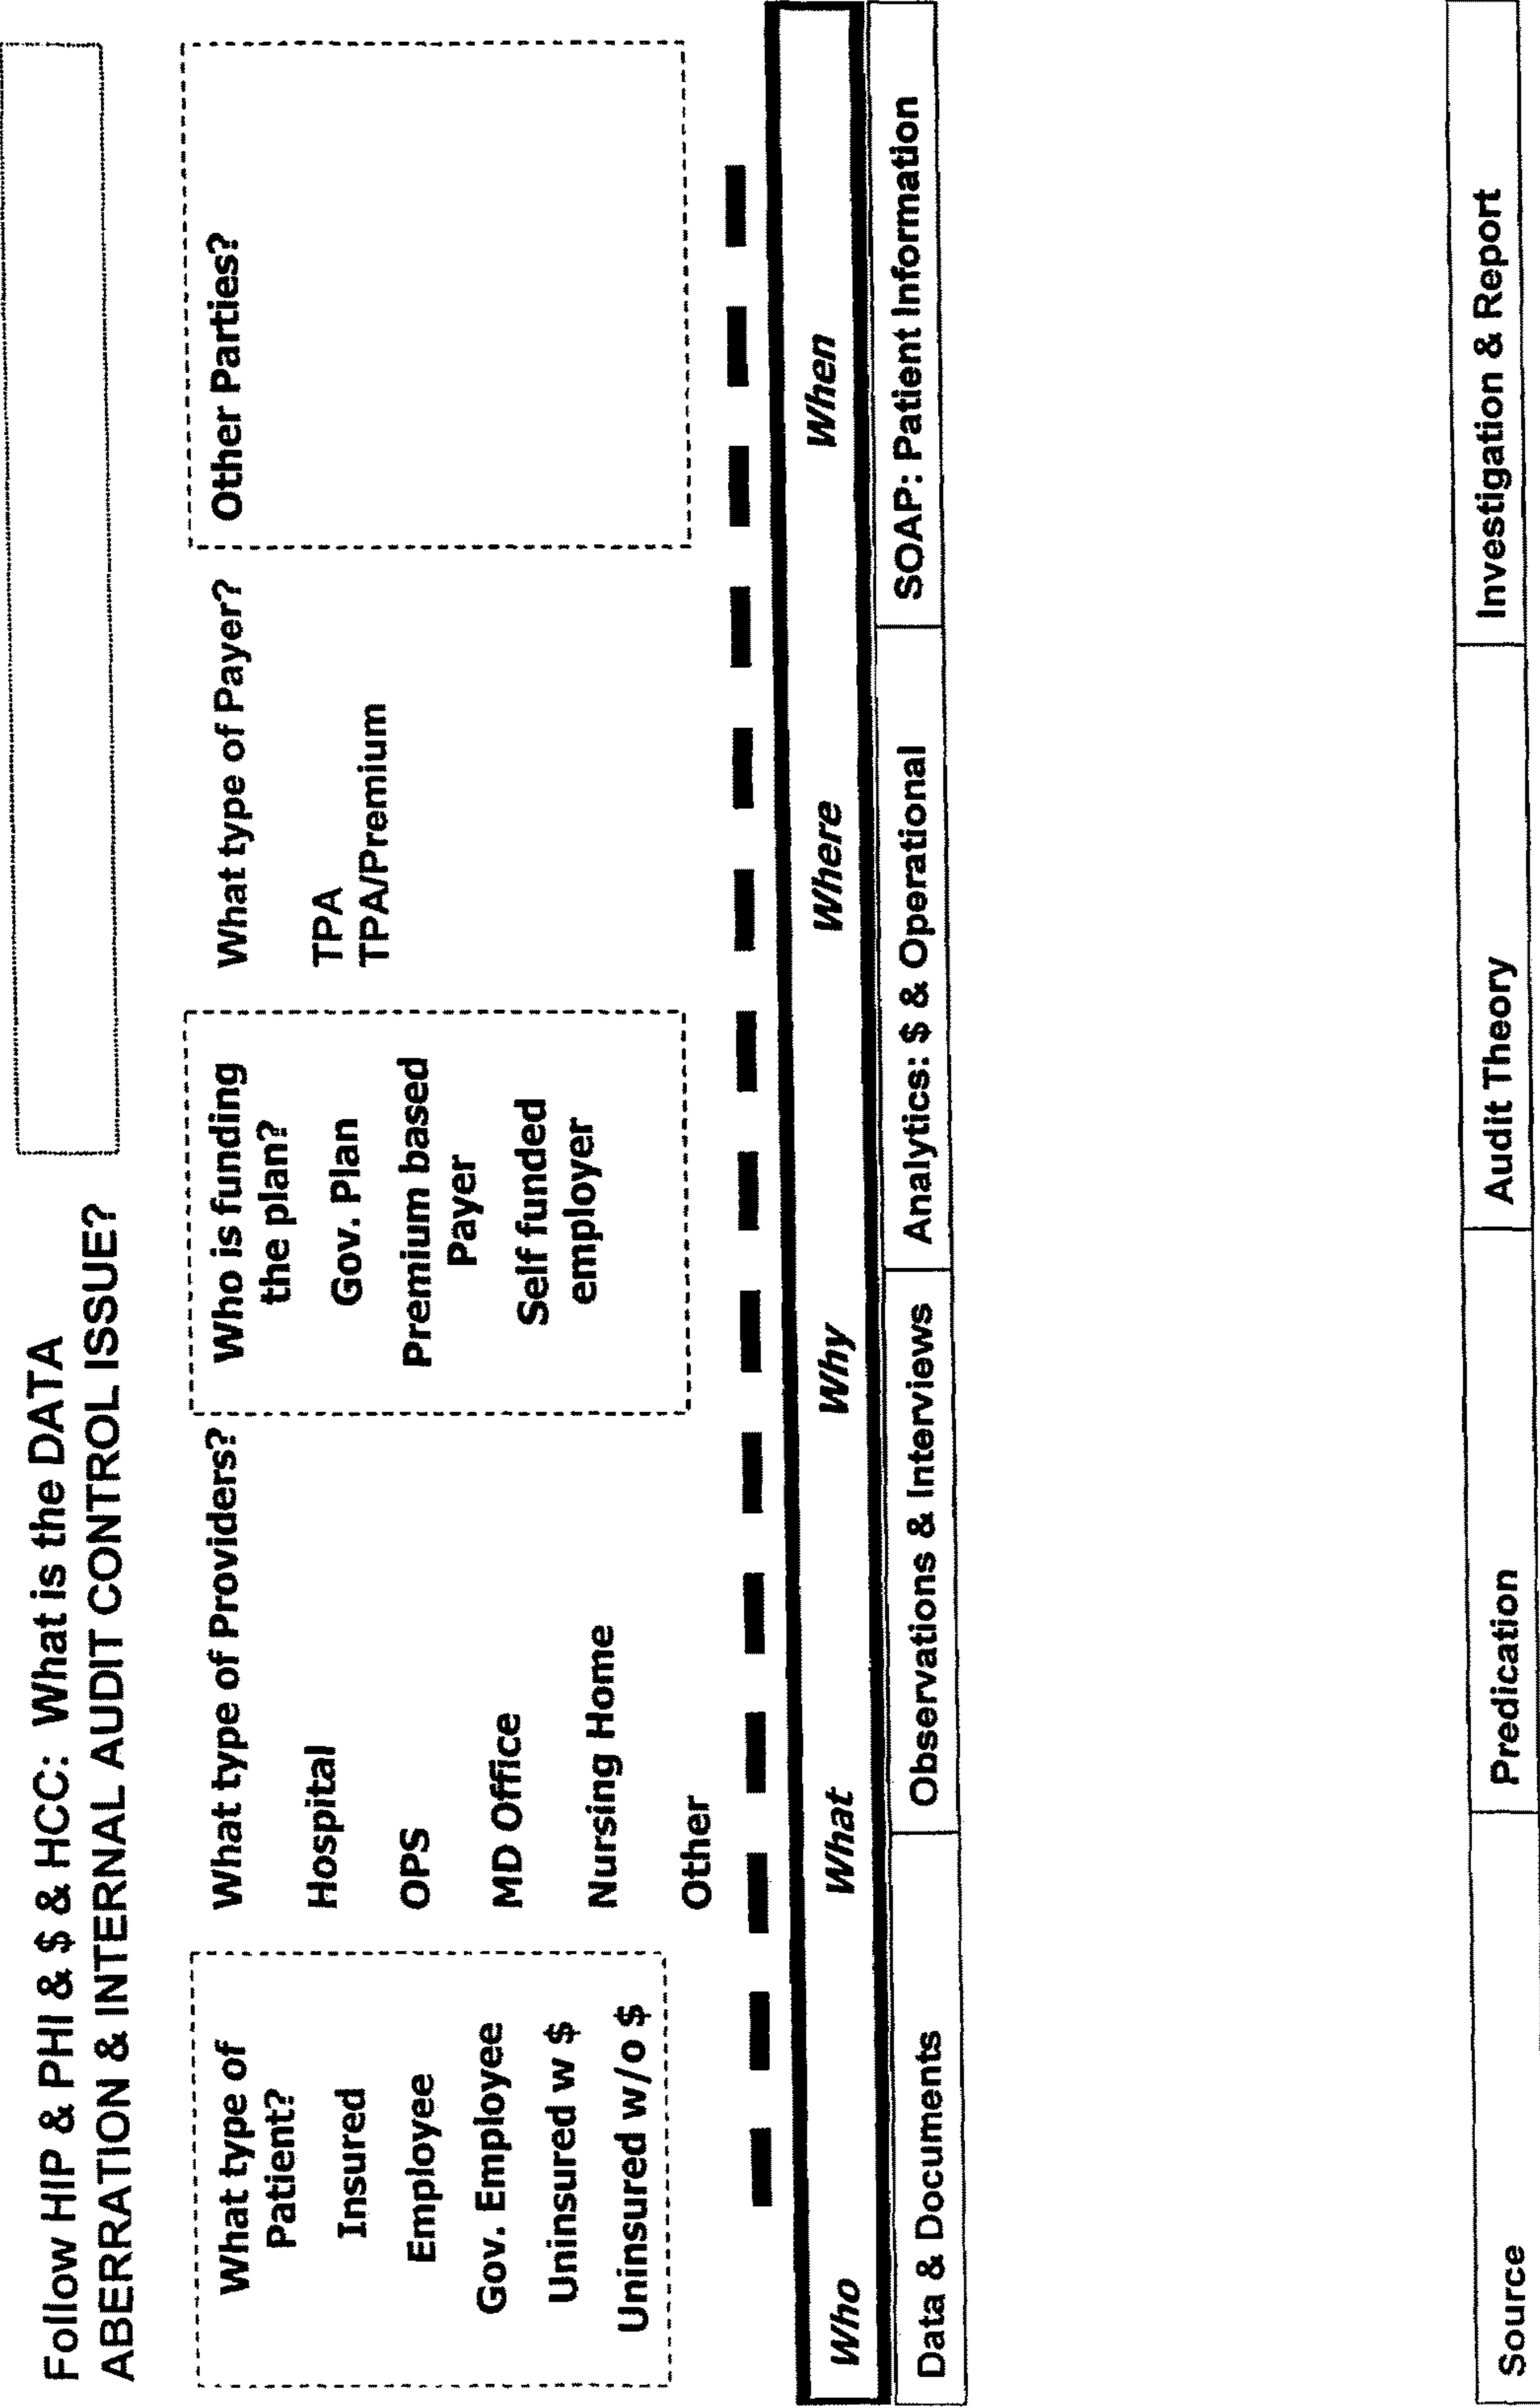 Follow HIP & PHI & $ & HCC: What is the DATA
ABERRATION & INTERNAL AUDIT CONTROL ISSUE?
What type of
Patient?
Insured
Employee
Gov. Employee
Uninsured w $
Uninsured w/o $
What type of Providers?
Hospital
OPS
MD Office
Nursing Home
Other
Who is funding
the plan?
Gov. Plan
Premium based
Payer
Self funded
employer
What type of Payer?
TPA
TPA/Premium
Other Parties?
Who What Why Where When
Data & Documents Observations & Interviews Analytics: $ & Operational SOAP: Patient Information
Source Predication Audit Theory Investigation & Report